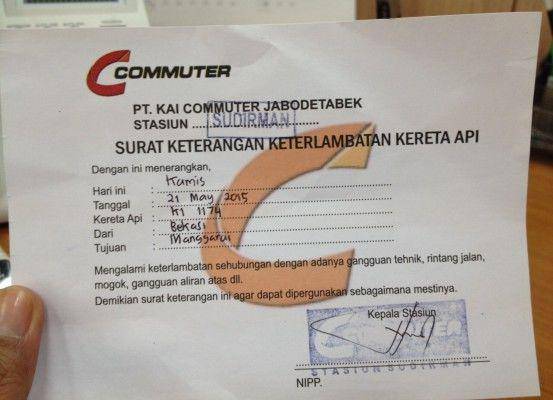 COMMUTER
PT. KAI COMMUTER JABODETABEK
STASIUN SUDIRMAN
SURAT KETERANGAN KETERLAMBATAN KERETA API
Dengan ini menerangkan,
Hari ini : Kamis
Tanggal : 21 May 2015
Kereta Api : K1 1174
Dari : Bekasi
Tujuan : Manggarai
Mengalami keterlambatan sehubungan dengan adanya gangguan tehnik, rintang jalan,
mogok, gangguan aliran atas dll.
Demikian surat keterangan ini agar dapat dipergunakan sebagaimana mestinya.
Kepala Stasiun
COMMUTER
STASIUN SUDIRMAN
NIPP.